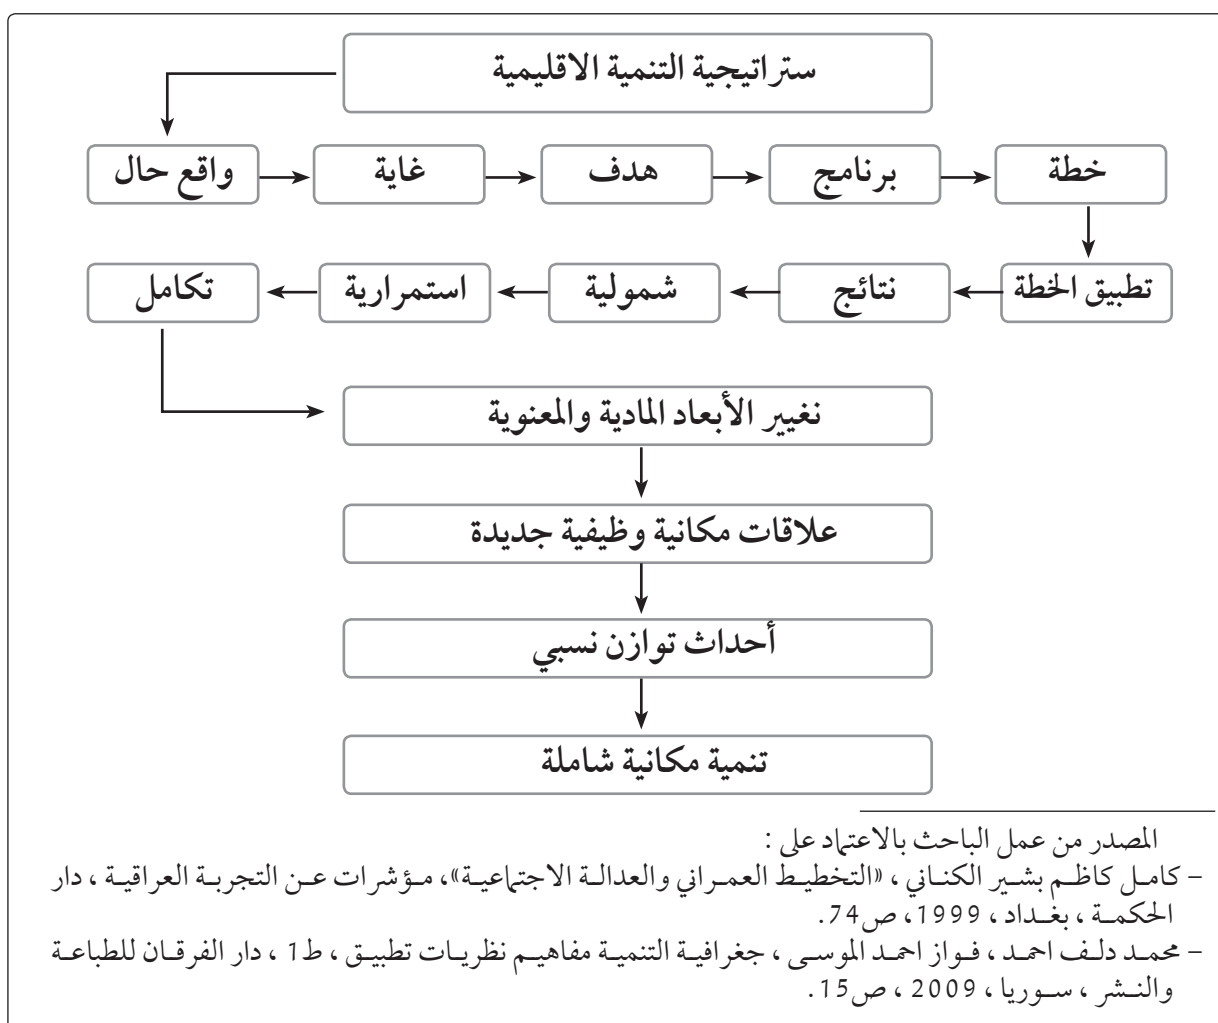 ستراتيجية التنمية الاقليمية
واقع حال
غاية
هدف
برنامج
خطة
تطبيق الخطة
نتائج
شمولية
استمرارية
تكامل
نغيير الأبعاد المادية والمعنوية
علاقات مكانية وظيفية جديدة
أحداث توازن نسبي
تنمية مكانية شاملة
المصدر من عمل الباحث بالاعتماد على :
– كامل كاظم بشير الكناني ، «التخطيط العمراني والعدالة الاجتماعية»، مؤشرات عن التجربة العراقية ، دار
الحكمة ، بغداد ، 1999، ص74.
– محمد دلف احمد ، فواز احمد الموسى ، جغرافية التنمية مفاهيم نظريات تطبيق ، ط1 ، دار الفرقان للطباعة
والنشر ، سوريا ، 2009 ، ص15.